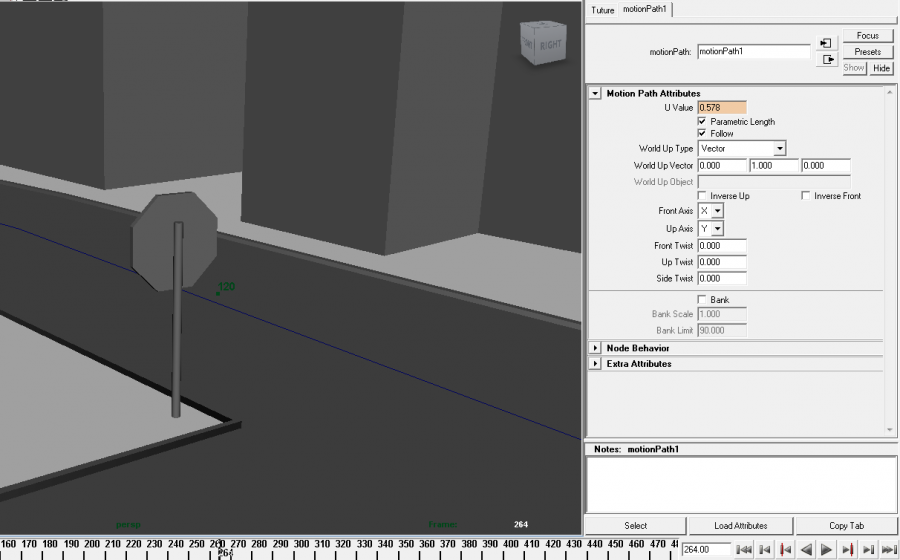 Tuture motionPath1
motionPath: motionPath1
Focus
Presets
Show Hide
Motion Path Attributes
U Value 0.578
Parametric Length
Follow
World Up Type Vector
World Up Vector 0.000 1.000 0.000
World Up Object
Inverse Up Inverse Front
Front Axis X
Up Axis Y
Front Twist 0.000
Up Twist 0.000
Side Twist 0.000
Bank
Bank Scale 1.000
Bank Limit 90.000
Node Behavior
Extra Attributes
Notes: motionPath1
Select Load Attributes Copy Tab
RIGHT
120
persp Frame: 264
160 170 180 190 200 210 220 230 240 250 270 280 290 300 310 320 330 340 350 360 370 380 390 400 410 420 430 440 450 460 470
264
264.00